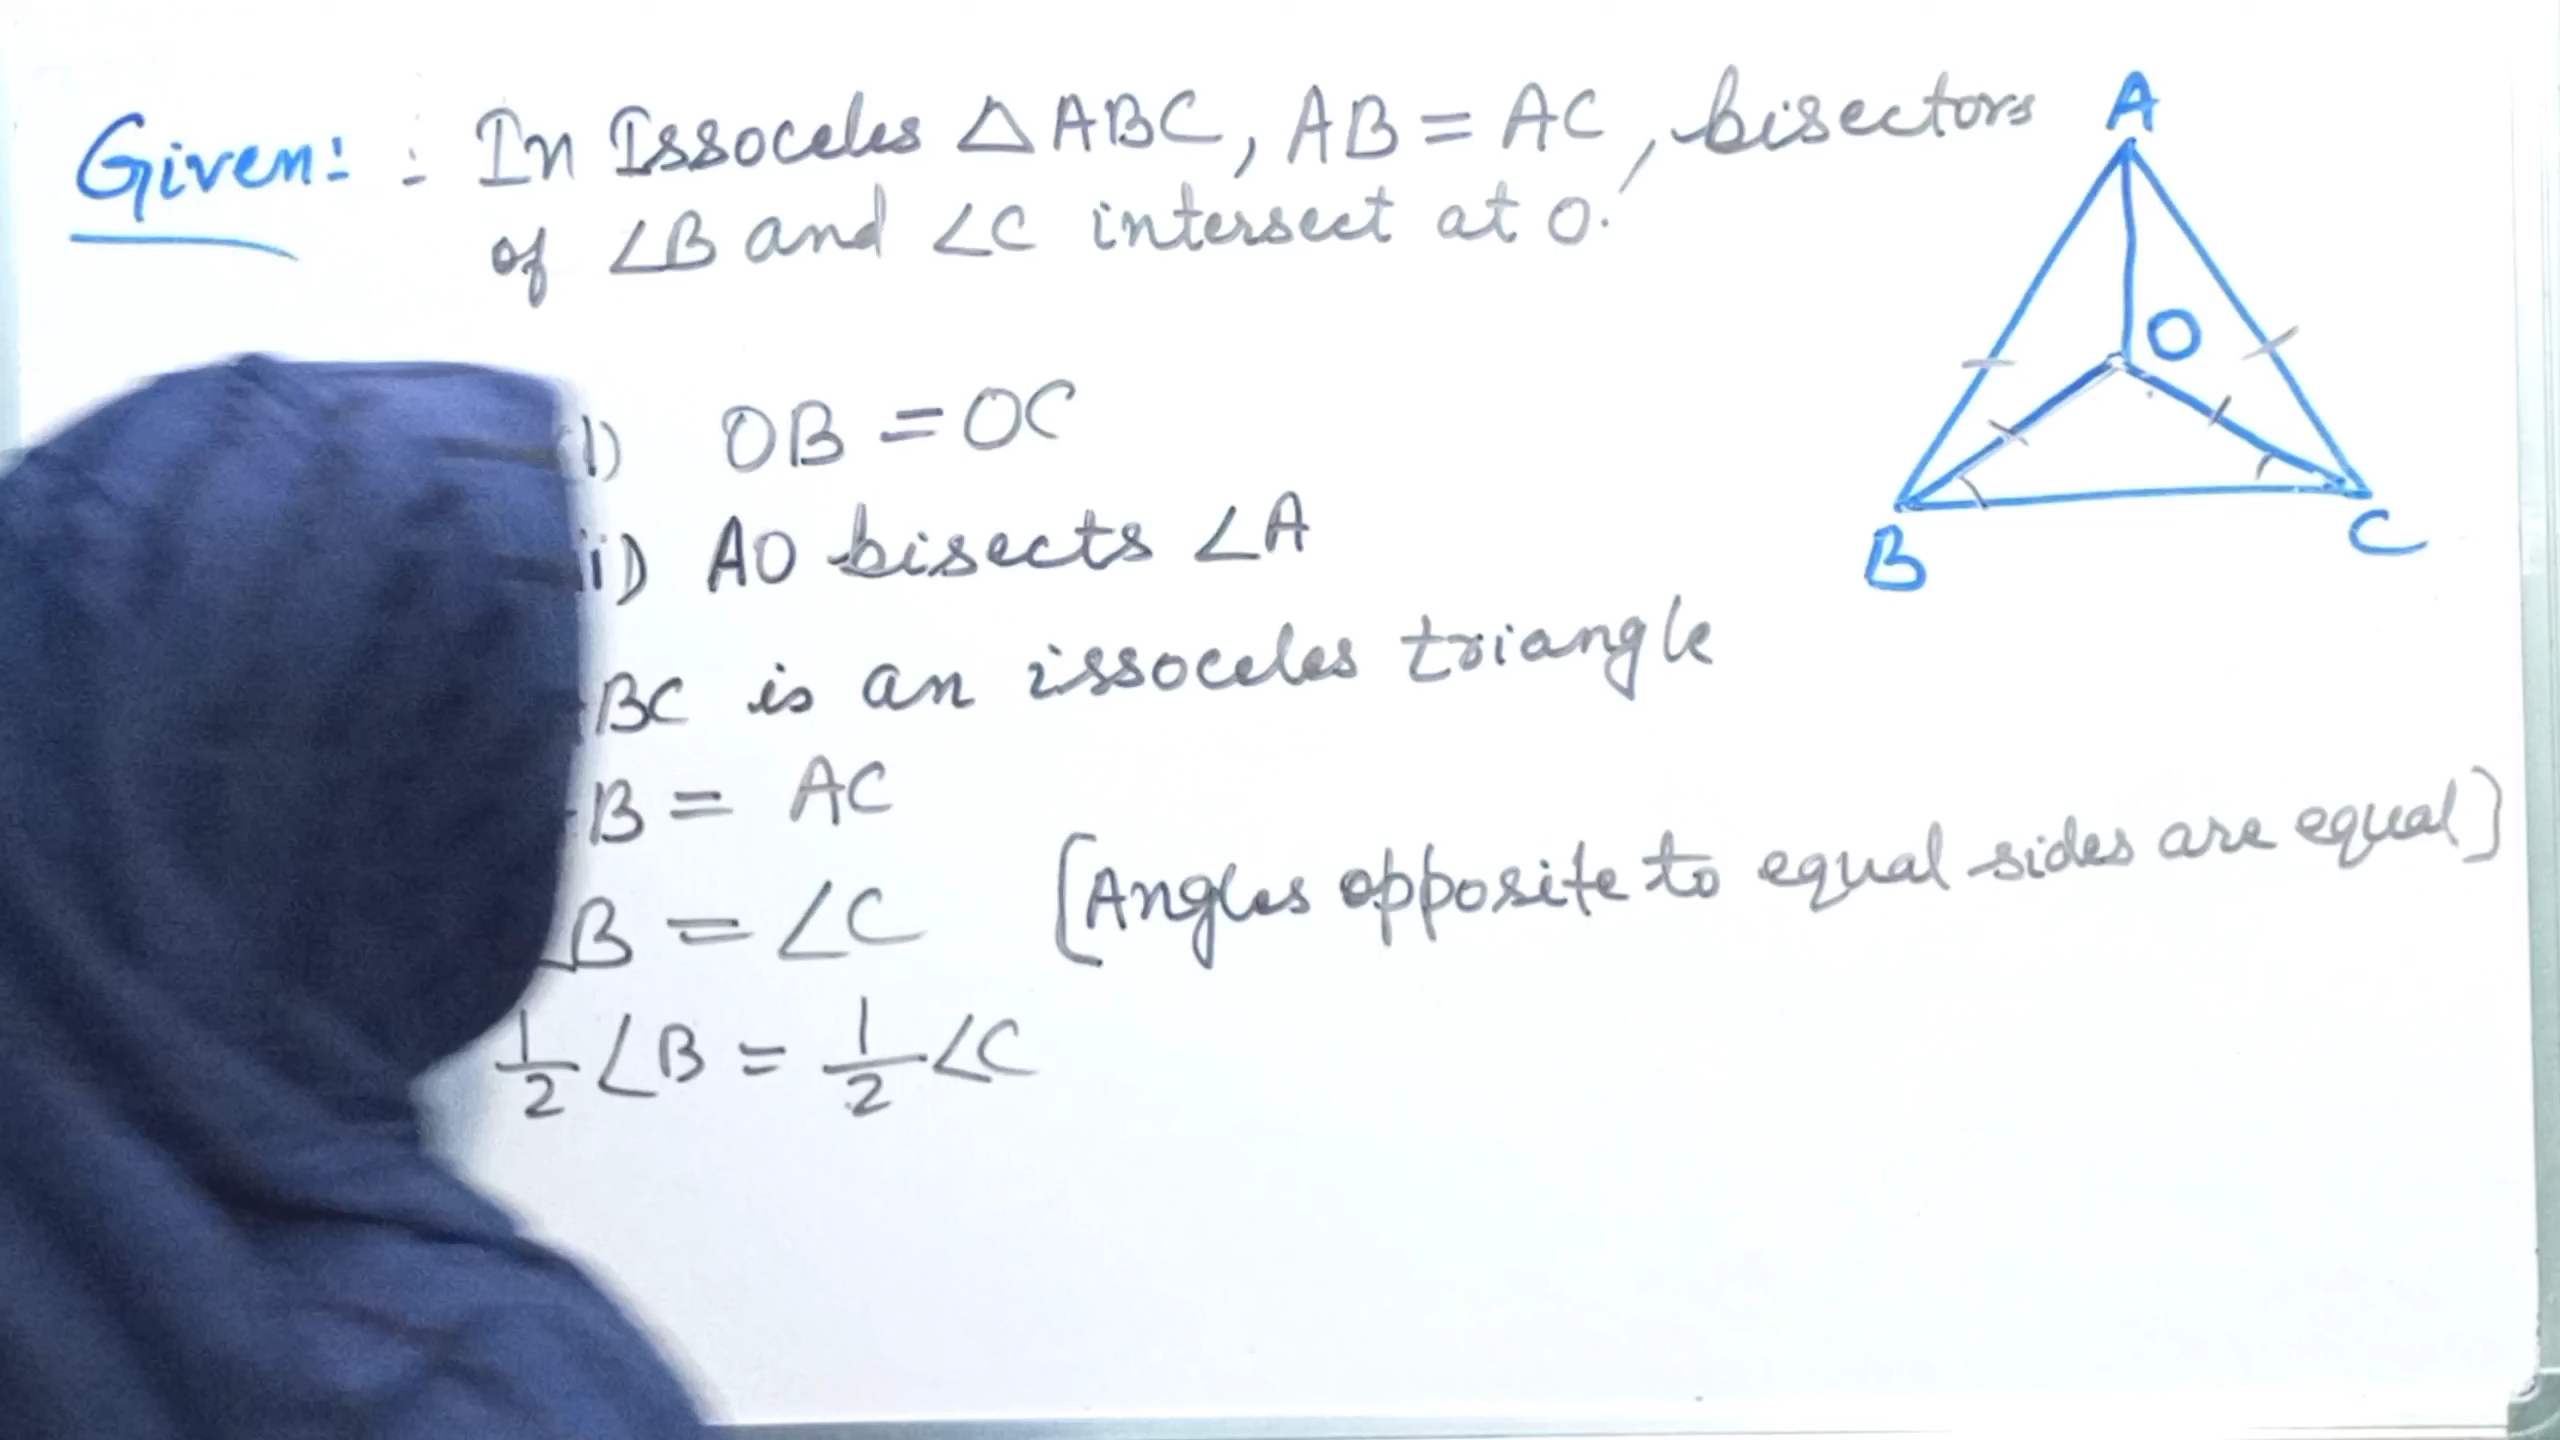 Given:- :- In Issoceles △ABC, AB = AC, bisectors
of ∠B and ∠C intersect at O.
i) OB = OC
ii) AO bisects ∠A
BC is an issoceles triangle
B = AC
∠B = ∠C [Angles opposite to equal sides are equal]
1/2 ∠B = 1/2 ∠C
A
O
B
C